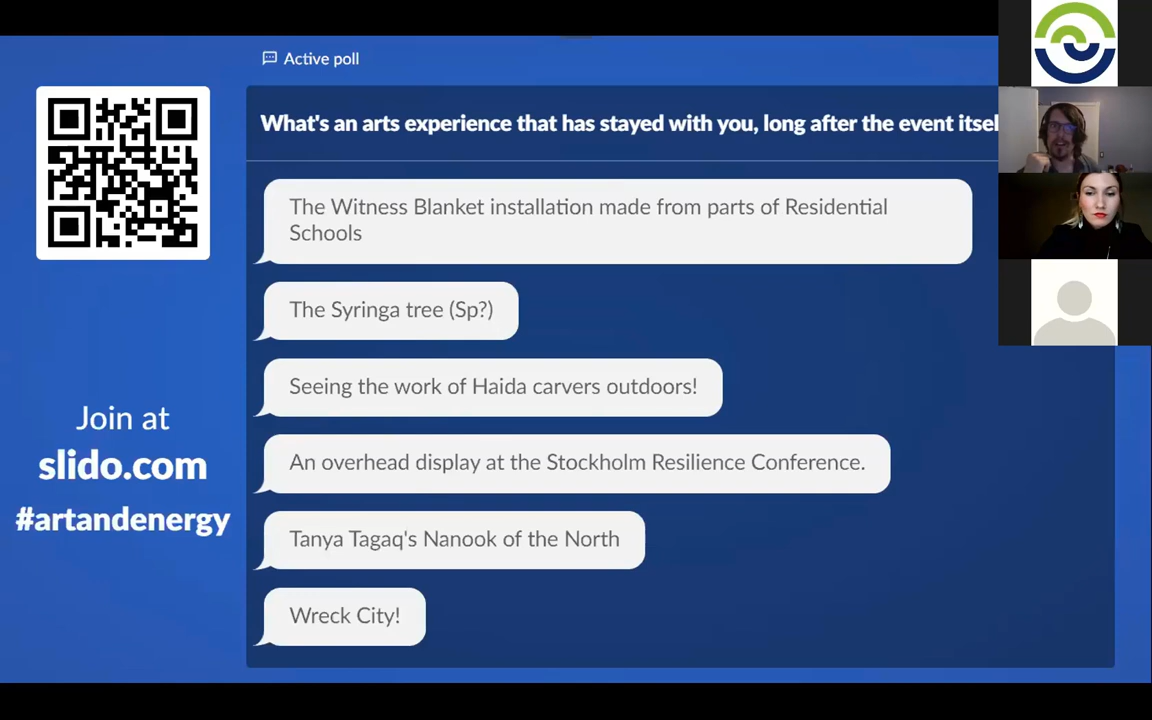 Active poll
What's an arts experience that has stayed with you, long after the event itsel
The Witness Blanket installation made from parts of Residential
Schools
The Syringa tree (Sp?)
Seeing the work of Haida carvers outdoors!
An overhead display at the Stockholm Resilience Conference.
Tanya Tagaq's Nanook of the North
Wreck City!
Join at
slido.com
#artandenergy